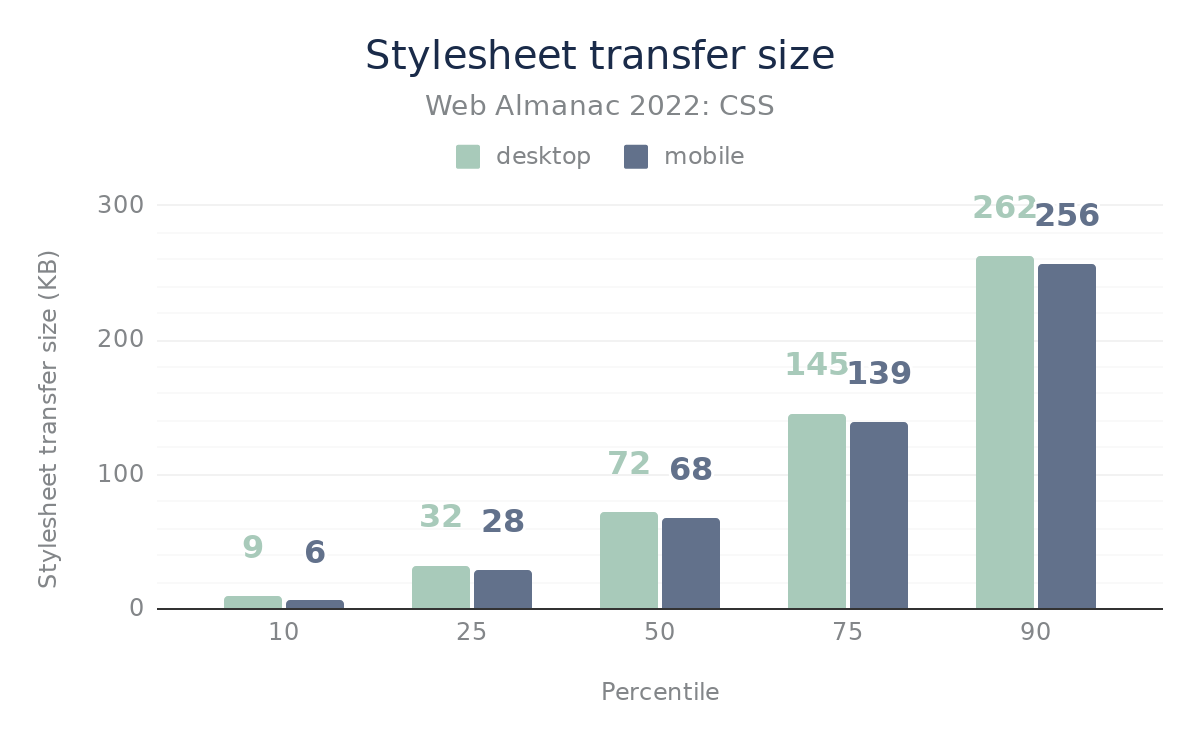 Stylesheet transfer size
Web Almanac 2022: CSS
desktop mobile
Stylesheet transfer size (KB)
300
200
100
0
9 6
32 28
72 68
145 139
262 256
10 25 50 75 90
Percentile